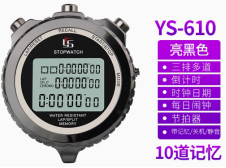 YS-610
亮黑色
三排多道
倒计时
时钟日期
每日闹钟
节拍器
带记忆/关机/静音
10道记忆
RECALL
STOPWATCH
WATER RESISTANT
LAP/SPLIT
MEMORY